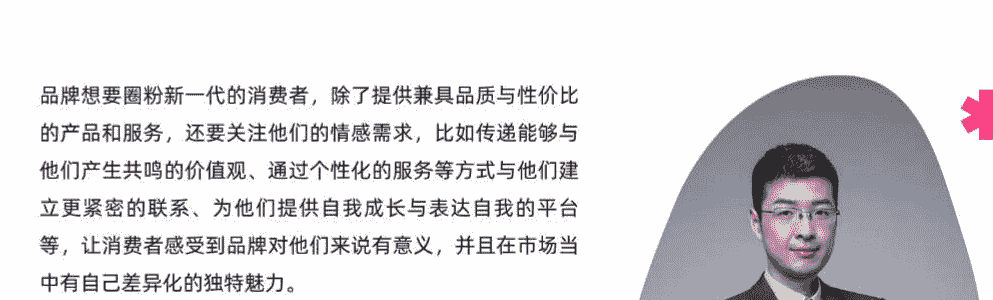 品牌想要圈粉新一代的消费者，除了提供兼具品质与性价比
的产品和服务，还要关注他们的情感需求，比如传递能够与
他们产生共鸣的价值观、通过个性化的服务等方式与他们建
立更紧密的联系、为他们提供自我成长与表达自我的平台
等，让消费者感受到品牌对他们来说有意义，并且在市场当
中有自己差异化的独特魅力。